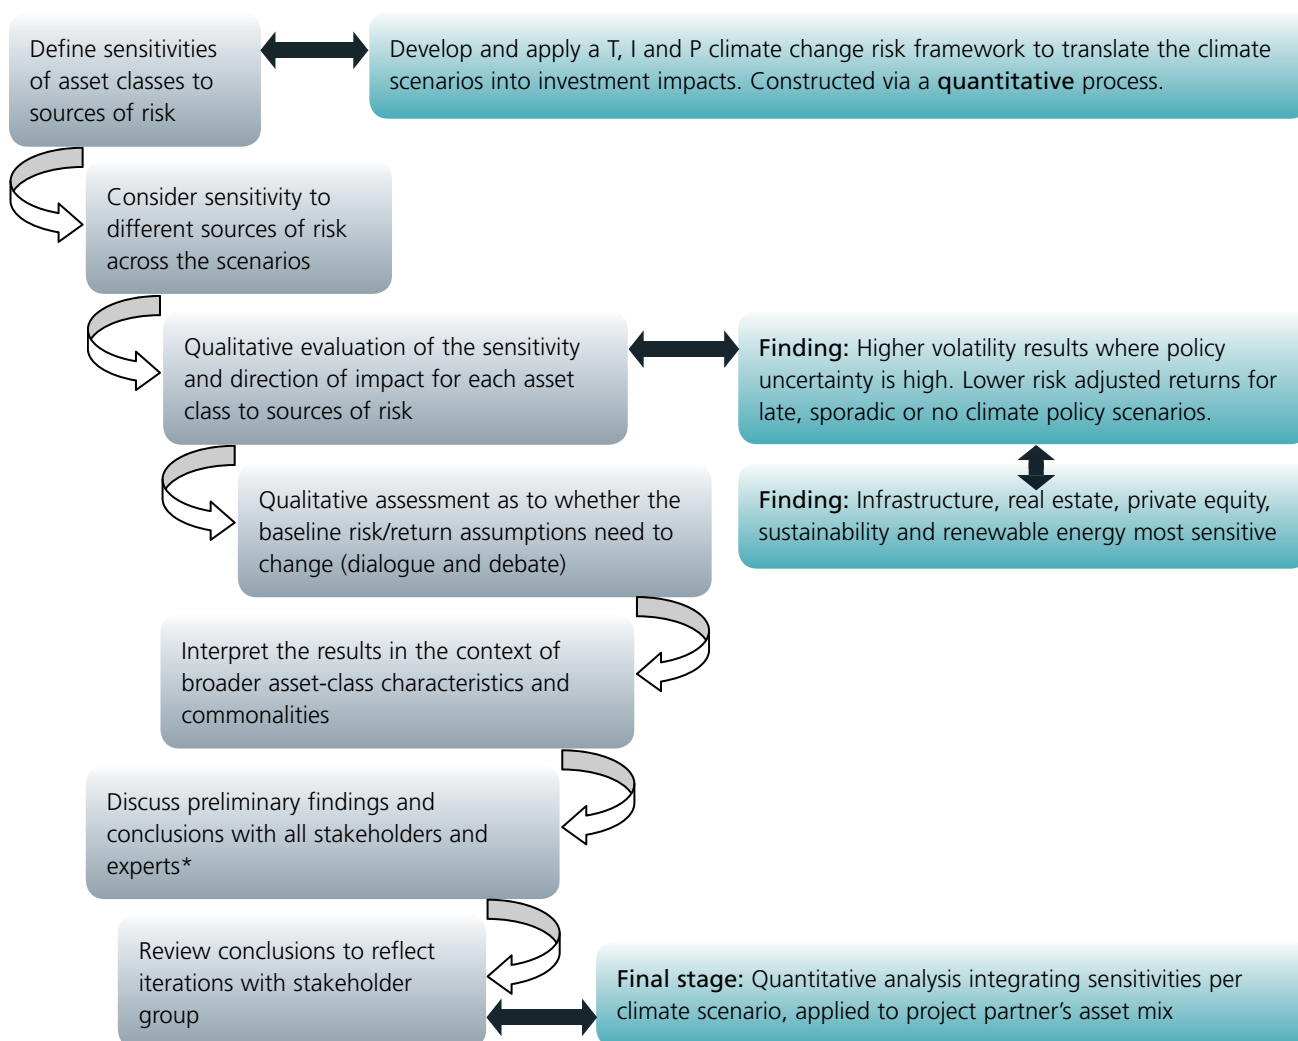 Define sensitivities
of asset classes to
sources of risk
Develop and apply a T, I and P climate change risk framework to translate the climate
scenarios into investment impacts. Constructed via a quantitative process.
Consider sensitivity to
different sources of risk
across the scenarios
Qualitative evaluation of the sensitivity
and direction of impact for each asset
class to sources of risk
Finding: Higher volatility results where policy
uncertainty is high. Lower risk adjusted returns for
late, sporadic or no climate policy scenarios.
Qualitative assessment as to whether the
baseline risk/return assumptions need to
change (dialogue and debate)
Finding: Infrastructure, real estate, private equity,
sustainability and renewable energy most sensitive
Interpret the results in the context of
broader asset-class characteristics and
commonalities
Discuss preliminary findings and
conclusions with all stakeholders and
experts*
Review conclusions to reflect
iterations with stakeholder
group
Final stage: Quantitative analysis integrating sensitivities per
climate scenario, applied to project partner’s asset mix